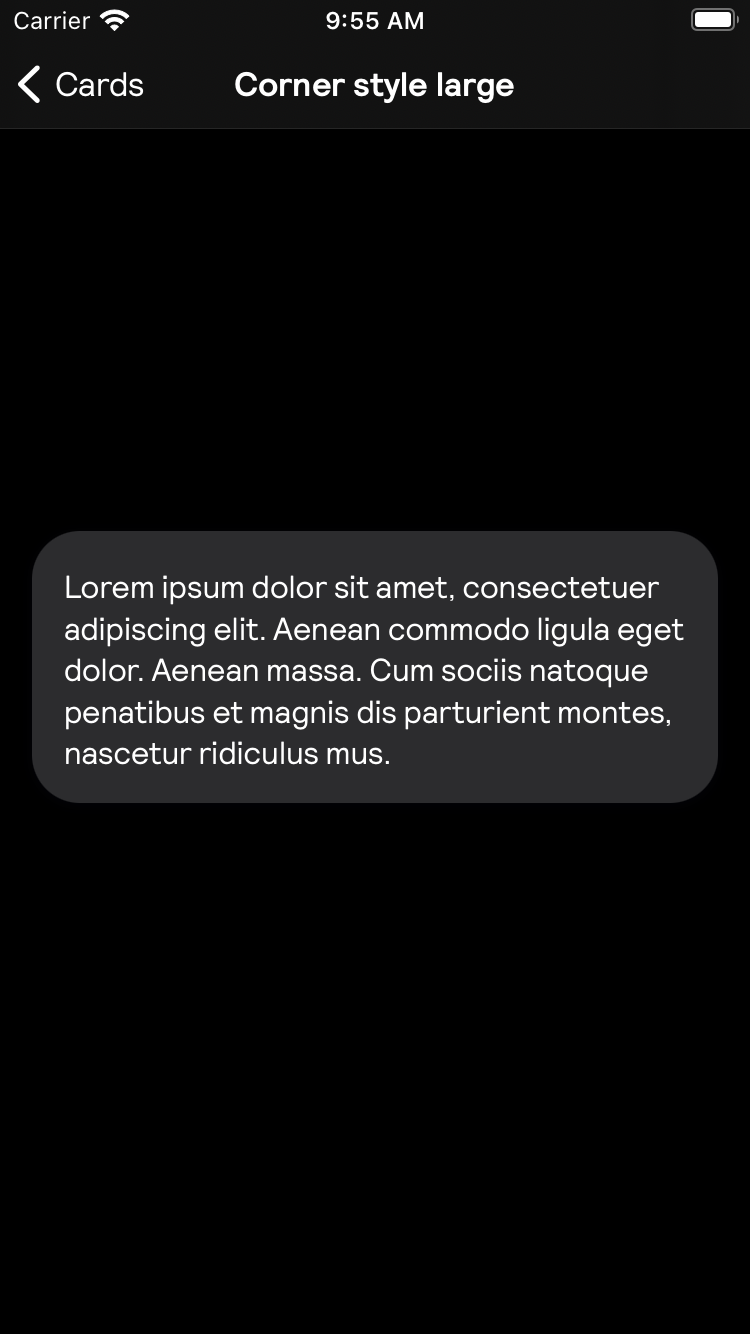 Carrier 9:55 AM
Cards Corner style large
Lorem ipsum dolor sit amet, consectetuer
adipiscing elit. Aenean commodo ligula eget
dolor. Aenean massa. Cum sociis natoque
penatibus et magnis dis parturient montes,
nascetur ridiculus mus.